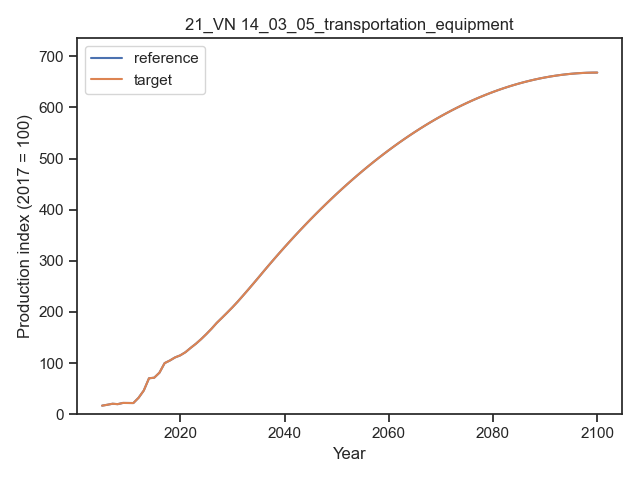 21_VN 14_03_05_transportation_equipment
reference
target
Production index (2017 = 100)
700
600
500
400
300
200
100
0
2020
2040
2060
2080
2100
Year